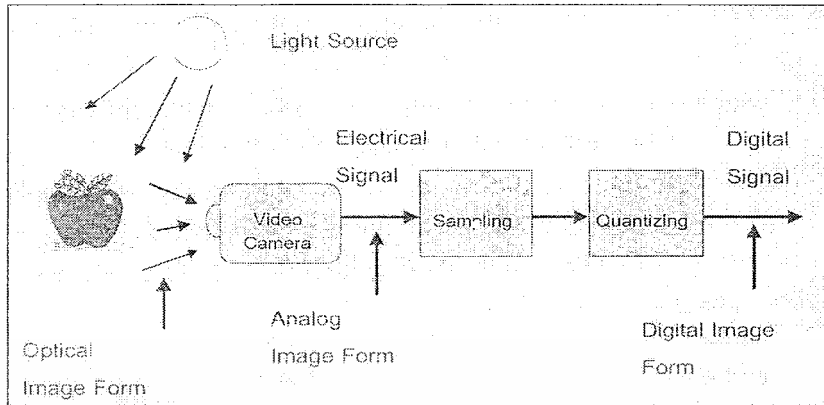 Light Source
Electrical
Signal
Digital
Signal
Video
Camera
Sampling
Quantizing
Optical
Image Form
Analog
Image Form
Digital Image
Form